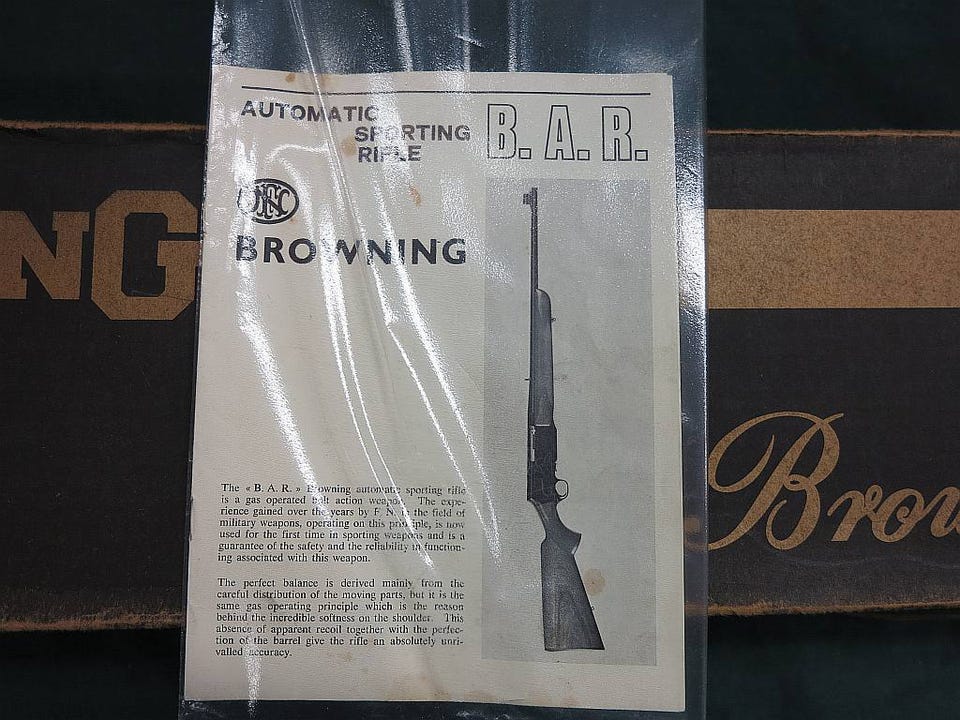 AUTOMATIC
SPORTING
RIFLE
B. A. R.
FN
BROWNING
NG
Brow
The « B. A. R. » Browning automatic sporting rifle
is a gas operated bolt action weapon. The expe-
rience gained over the years by F. N. in the field of
military weapons, operating on this principle, is now
used for the first time in sporting weapons and is a
guarantee of the safety and the reliability in function-
ing associated with this weapon.
The perfect balance is derived mainly from the
careful distribution of the moving parts, but it is the
same gas operating principle which is the reason
behind the incredible softness on the shoulder. This
absence of apparent recoil together with the perfec-
tion of the barrel give the rifle an absolutely unri-
valled accuracy.